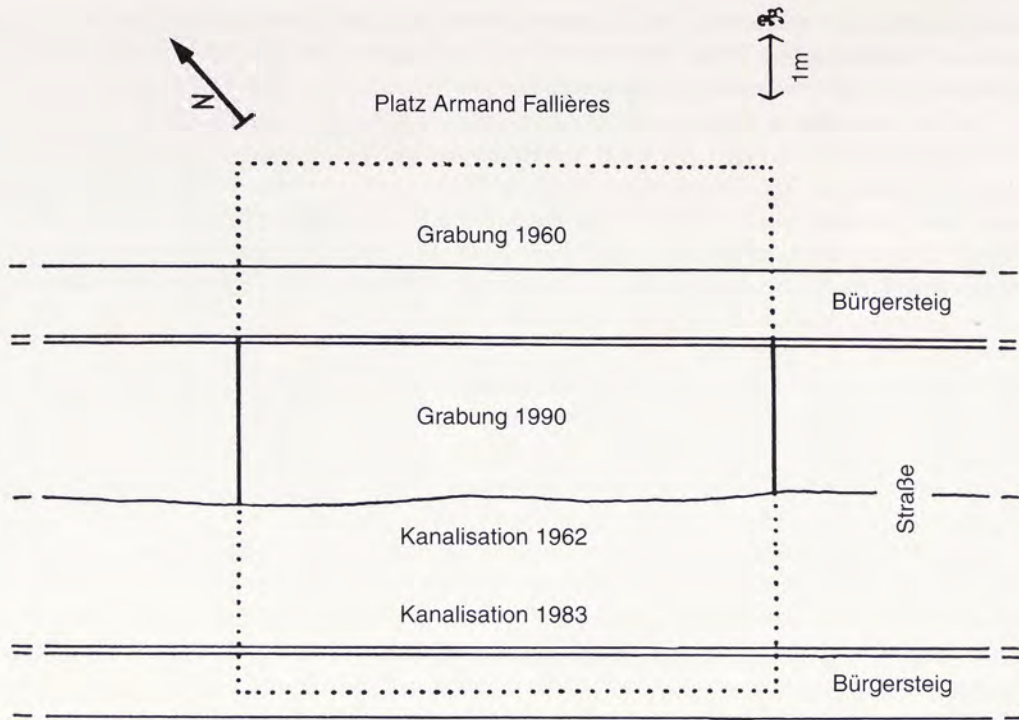 N
1m
Platz Armand Fallières
Grabung 1960
Bürgersteig
Grabung 1990
Straße
Kanalisation 1962
Kanalisation 1983
Bürgersteig